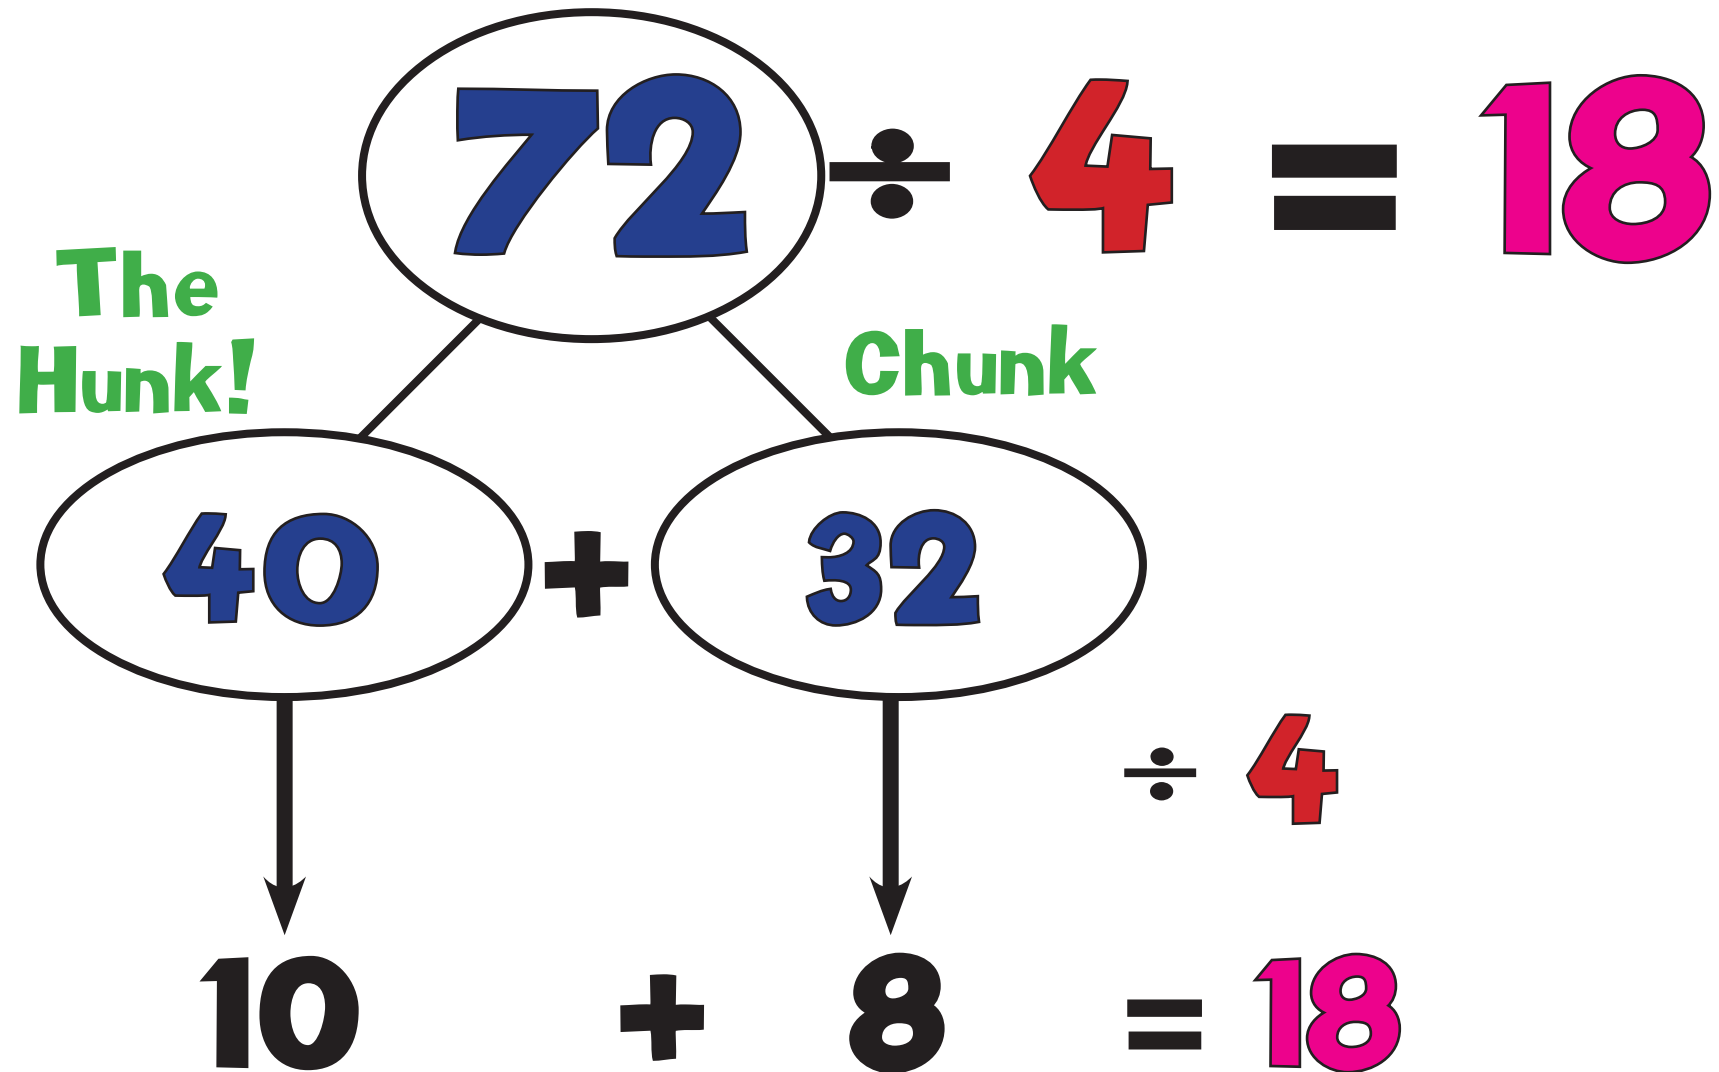 72 ÷ 4 = 18
The
Hunk!
Chunk
40 + 32
÷ 4
10 + 8 = 18